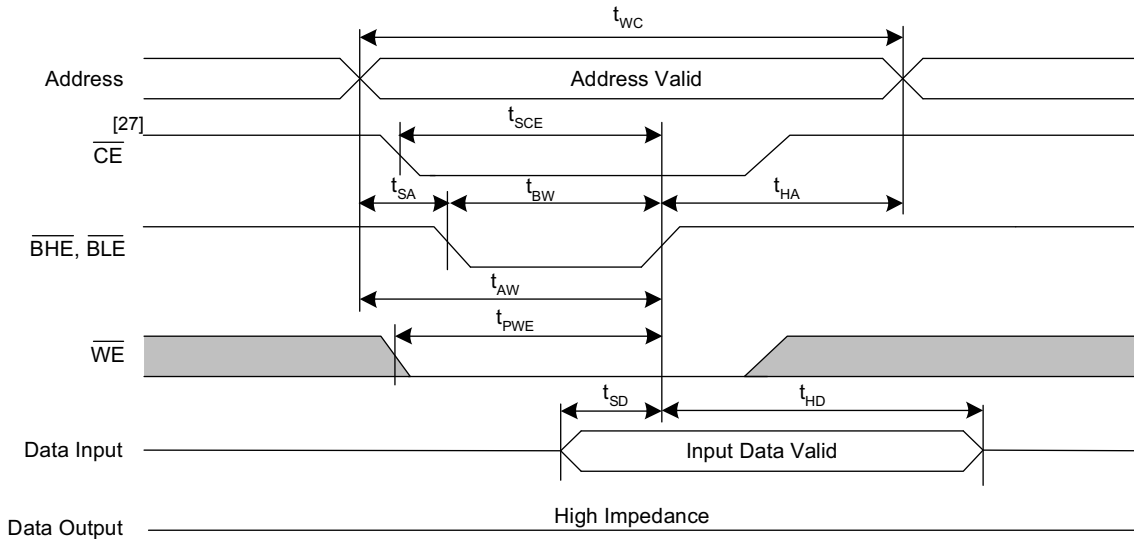 t_WC
Address
Address Valid
[27]
CE
t_SCE
t_SA
t_BW
t_HA
BHE, BLE
t_AW
t_PWE
WE
t_SD
t_HD
Data Input
Input Data Valid
Data Output
High Impedance